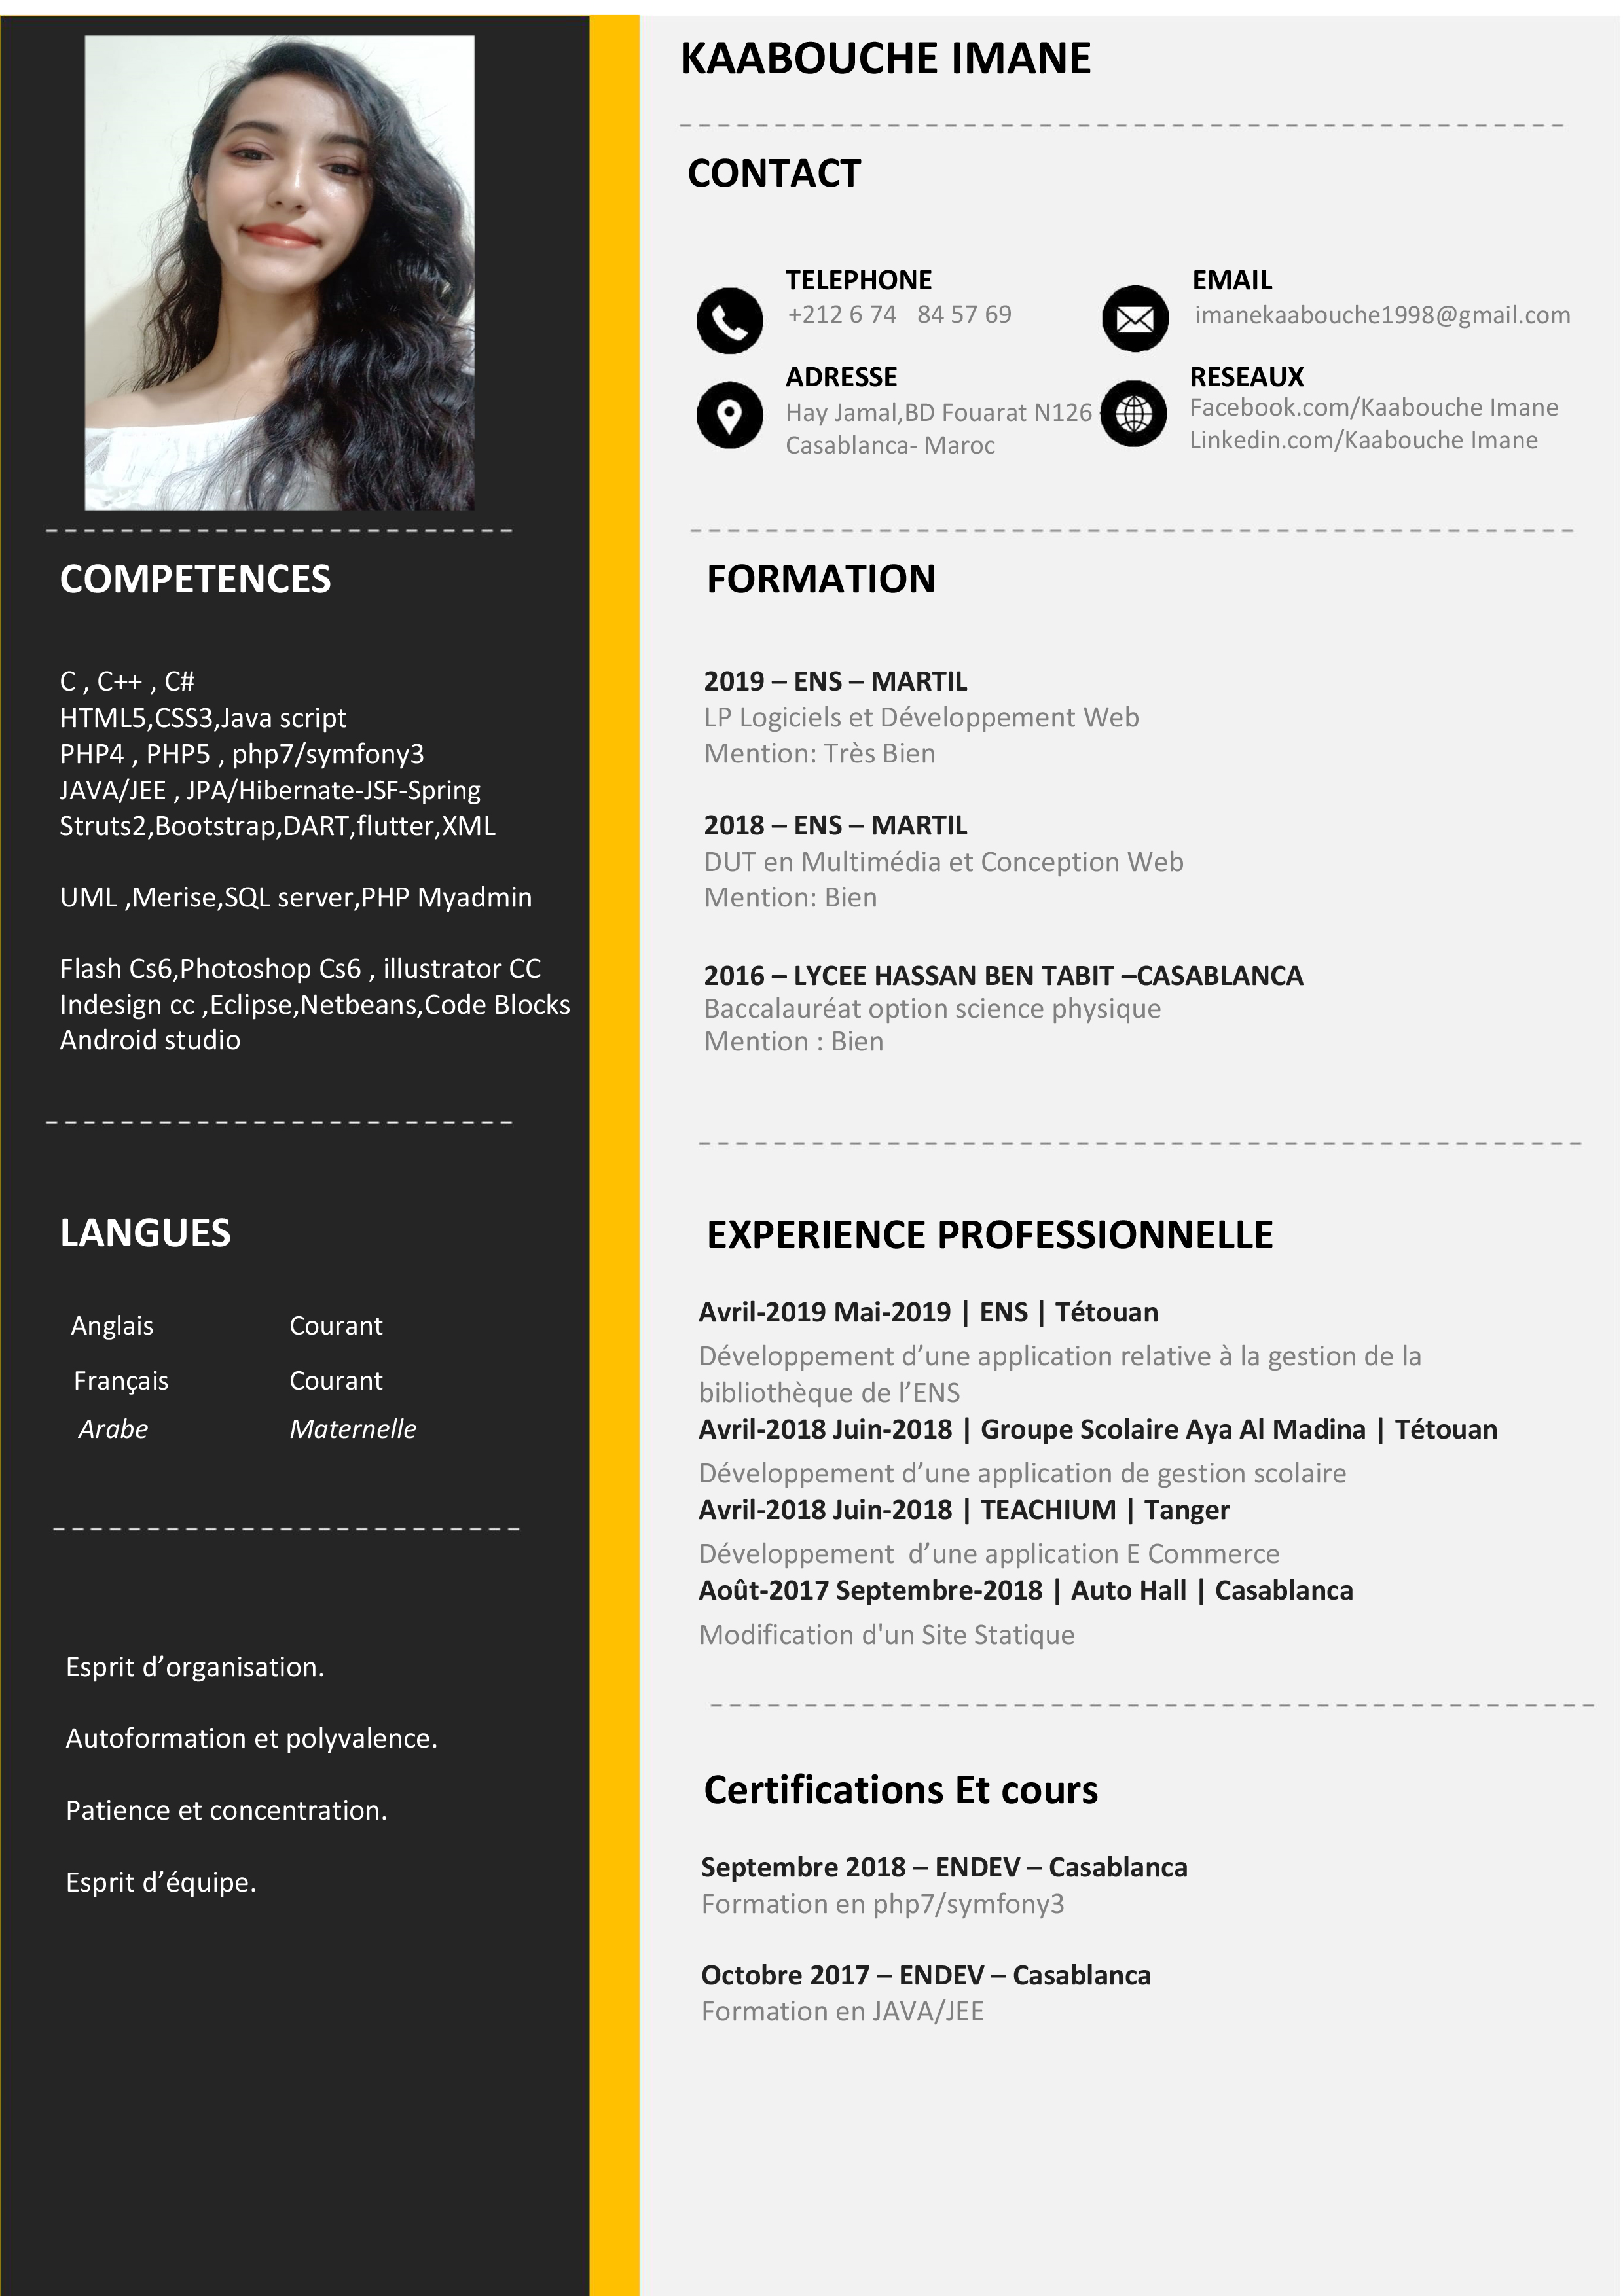 KAABOUCHE IMANE
CONTACT
TELEPHONE
+212 6 74   84 57 69
EMAIL
imanekaabouche1998@gmail.com
ADRESSE
Hay Jamal,BD Fouarat N126
Casablanca- Maroc
RESEAUX
Facebook.com/Kaabouche Imane
Linkedin.com/Kaabouche Imane
COMPETENCES
C , C++ , C#
HTML5,CSS3,Java script
PHP4 , PHP5 , php7/symfony3
JAVA/JEE , JPA/Hibernate-JSF-Spring
Struts2,Bootstrap,DART,flutter,XML
UML ,Merise,SQL server,PHP Myadmin
Flash Cs6,Photoshop Cs6 , illustrator CC
Indesign cc ,Eclipse,Netbeans,Code Blocks
Android studio
LANGUES
Anglais Courant
Français Courant
Arabe Maternelle
Esprit d’organisation.
Autoformation et polyvalence.
Patience et concentration.
Esprit d’équipe.
FORMATION
2019 – ENS – MARTIL
LP Logiciels et Développement Web
Mention: Très Bien
2018 – ENS – MARTIL
DUT en Multimédia et Conception Web
Mention: Bien
2016 – LYCEE HASSAN BEN TABIT –CASABLANCA
Baccalauréat option science physique
Mention : Bien
EXPERIENCE PROFESSIONNELLE
Avril-2019 Mai-2019 | ENS | Tétouan
Développement d’une application relative à la gestion de la
bibliothèque de l’ENS
Avril-2018 Juin-2018 | Groupe Scolaire Aya Al Madina | Tétouan
Développement d’une application de gestion scolaire
Avril-2018 Juin-2018 | TEACHIUM | Tanger
Développement  d’une application E Commerce
Août-2017 Septembre-2018 | Auto Hall | Casablanca
Modification d'un Site Statique
Certifications Et cours
Septembre 2018 – ENDEV – Casablanca
Formation en php7/symfony3
Octobre 2017 – ENDEV – Casablanca
Formation en JAVA/JEE